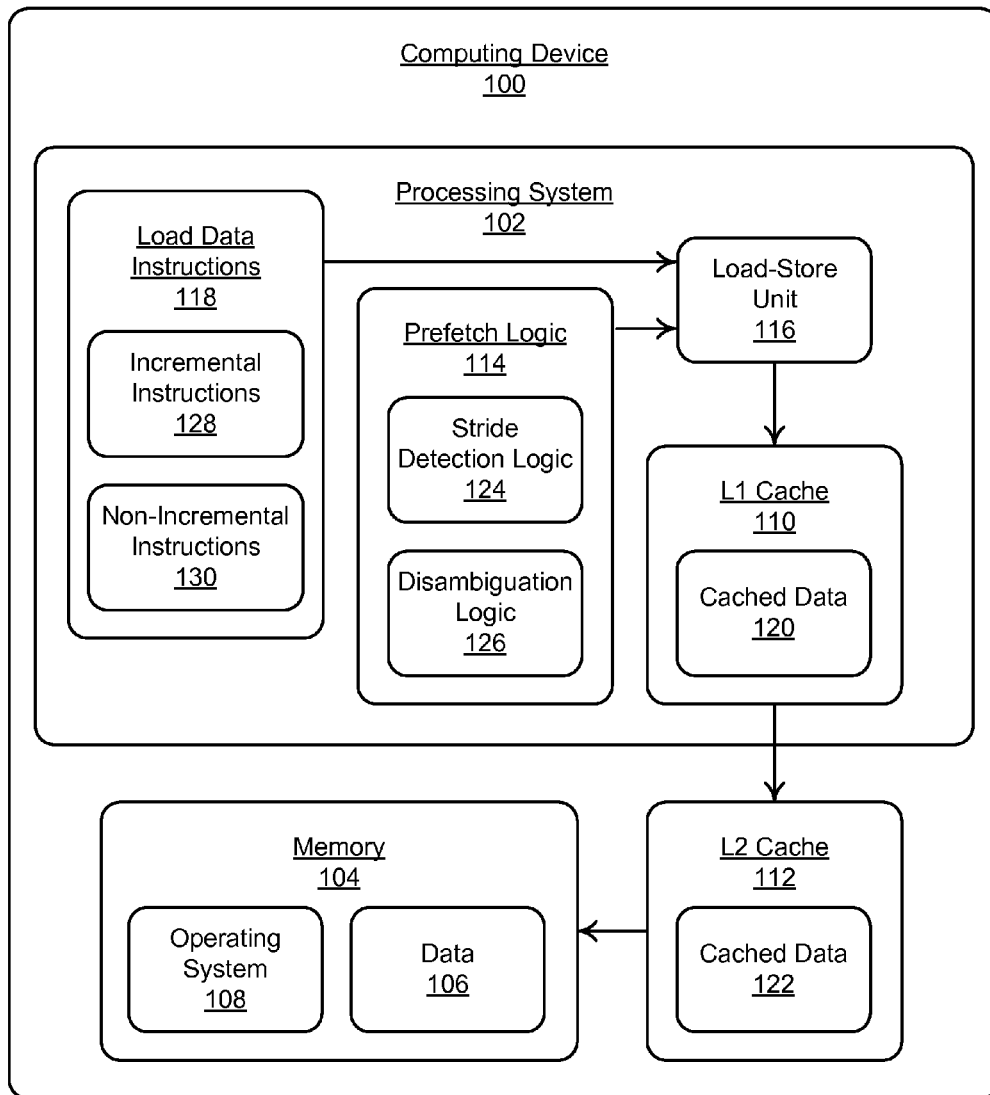 Computing Device
100
Processing System
102
Load Data
Instructions
118
Incremental
Instructions
128
Non-Incremental
Instructions
130
Prefetch Logic
114
Stride
Detection Logic
124
Disambiguation
Logic
126
Load-Store
Unit
116
L1 Cache
110
Cached Data
120
Memory
104
Operating
System
108
Data
106
L2 Cache
112
Cached Data
122